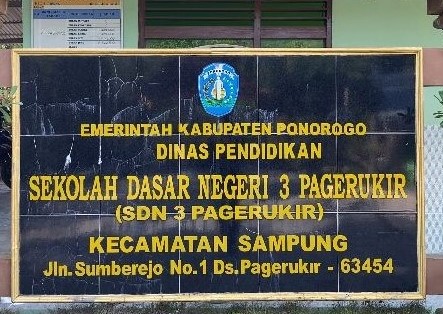 EMERINTAH KABUPATEN PONOROGO
DINAS PENDIDIKAN
SEKOLAH DASAR NEGERI 3 PAGERUKIR
(SDN 3 PAGERUKIR)
KECAMATAN SAMPUNG
Jln.Sumberejo No.1 Ds.Pagerukir - 63454